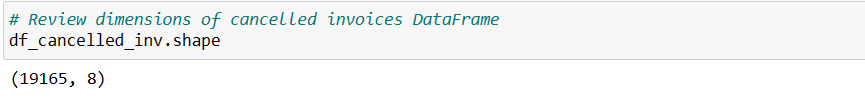 # Review dimensions of cancelled invoices DataFrame
df_cancelled_inv.shape
(19165, 8)